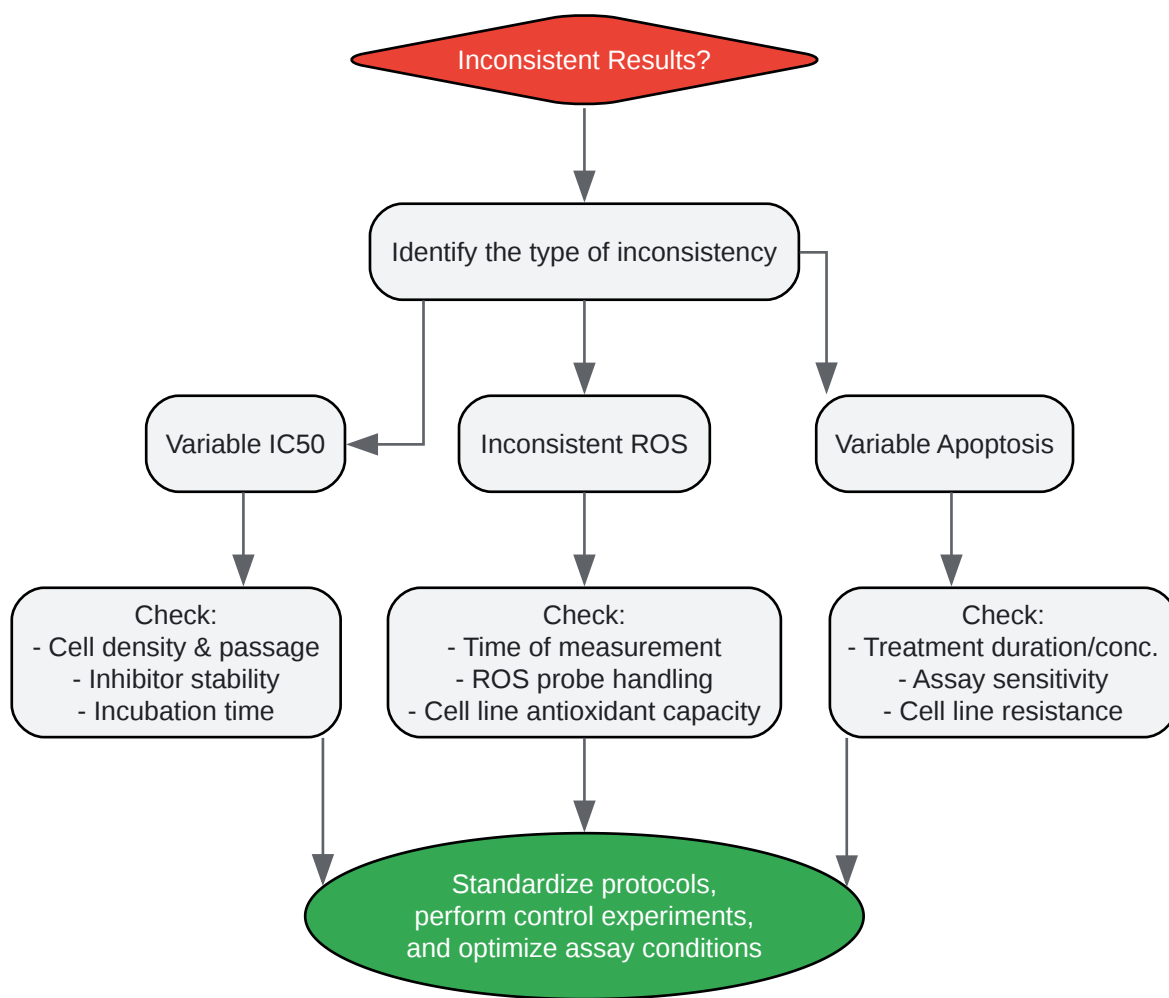 Inconsistent Results?
Identify the type of inconsistency
Variable IC50
Inconsistent ROS
Variable Apoptosis
Check:
- Cell density & passage
- Inhibitor stability
- Incubation time
Check:
- Time of measurement
- ROS probe handling
- Cell line antioxidant capacity
Check:
- Treatment duration/conc.
- Assay sensitivity
- Cell line resistance
Standardize protocols,
perform control experiments,
and optimize assay conditions